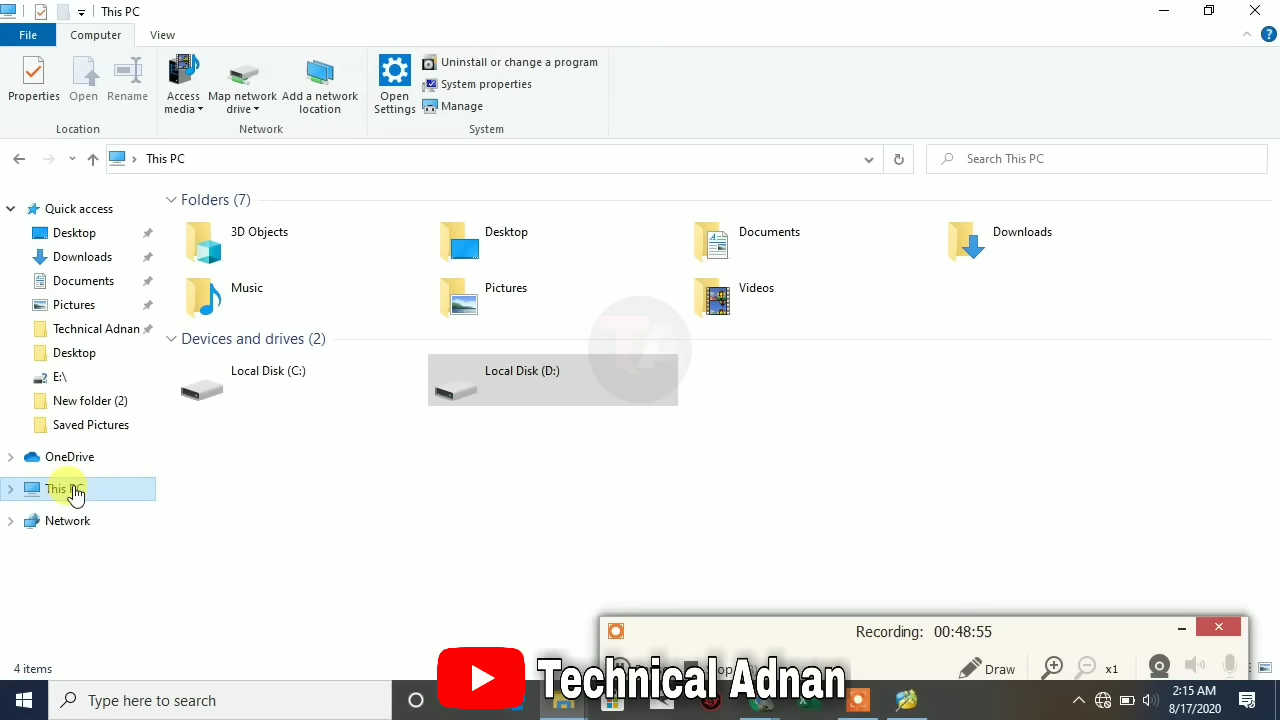 This PC
File
Computer
View
Properties
Open
Rename
Access media
Map network drive
Add a network location
Open Settings
Uninstall or change a program
System properties
Manage
Location
Network
System
This PC
Search This PC
Quick access
Desktop
Downloads
Documents
Pictures
Technical Adnan
Desktop
E:\
New folder (2)
Saved Pictures
OneDrive
This PC
Network
Folders (7)
3D Objects
Desktop
Documents
Downloads
Music
Pictures
Videos
Devices and drives (2)
Local Disk (C:)
Local Disk (D:)
4 items
Recording: 00:48:55
Draw
x1
Technical Adnan
Type here to search
2:15 AM
8/17/2020